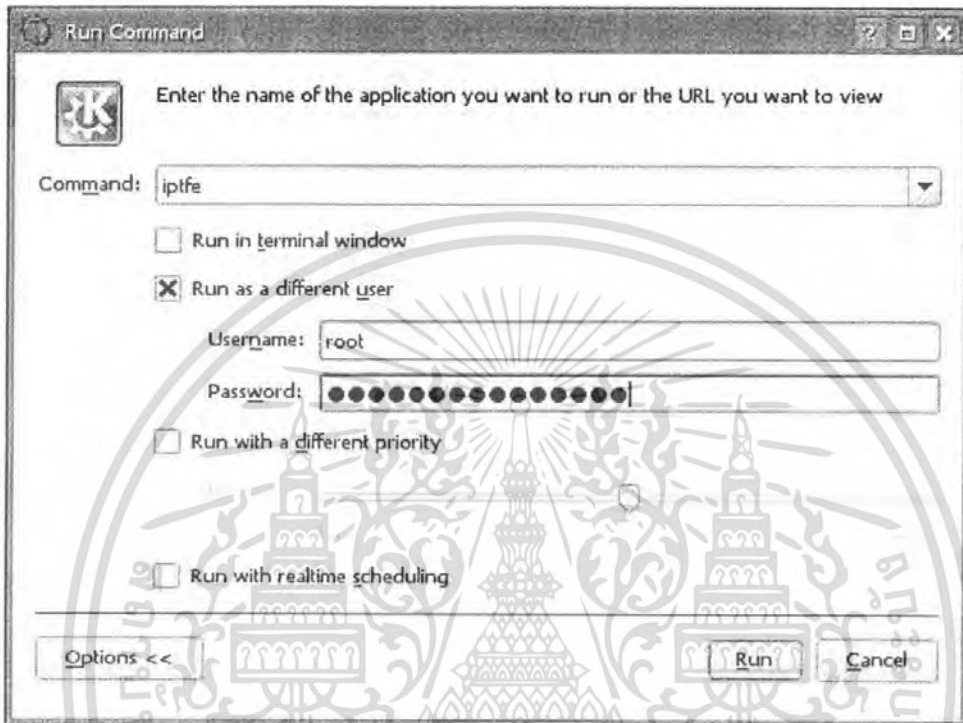 Run Command
Enter the name of the application you want to run or the URL you want to view
Command: iptfe
Run in terminal window
Run as a different user
Username: root
Password: ●●●●●●●●●●●●●●●
Run with a different priority
Run with realtime scheduling
Options <<
Run
Cancel